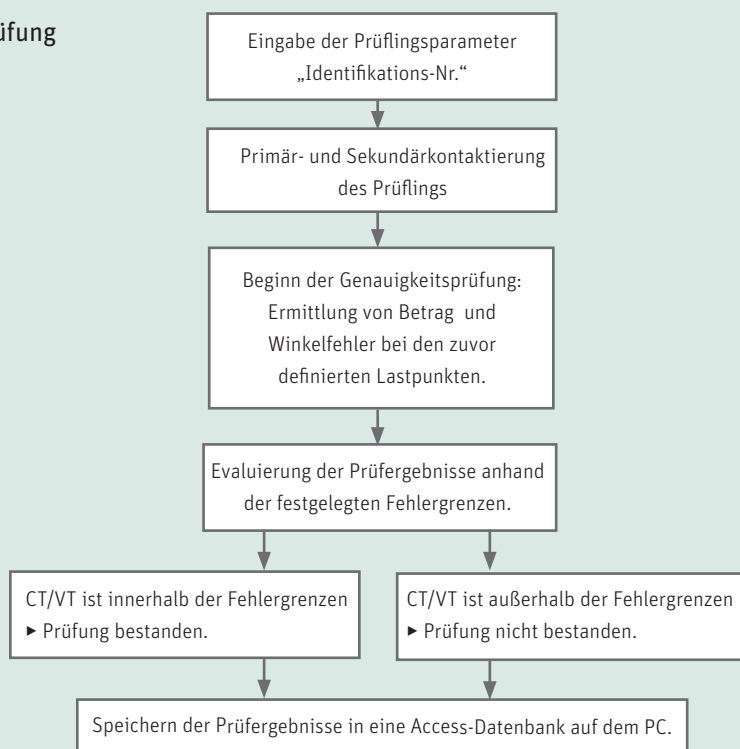 üfung
Eingabe der Prüflingsparameter
„Identifikations-Nr.“
Primär- und Sekundärkontaktierung
des Prüflings
Beginn der Genauigkeitsprüfung:
Ermittlung von Betrag und
Winkelfehler bei den zuvor
definierten Lastpunkten.
Evaluierung der Prüfergebnisse anhand
der festgelegten Fehlergrenzen.
CT/VT ist innerhalb der Fehlergrenzen
▸ Prüfung bestanden.
CT/VT ist außerhalb der Fehlergrenzen
▸ Prüfung nicht bestanden.
Speichern der Prüfergebnisse in eine Access-Datenbank auf dem PC.